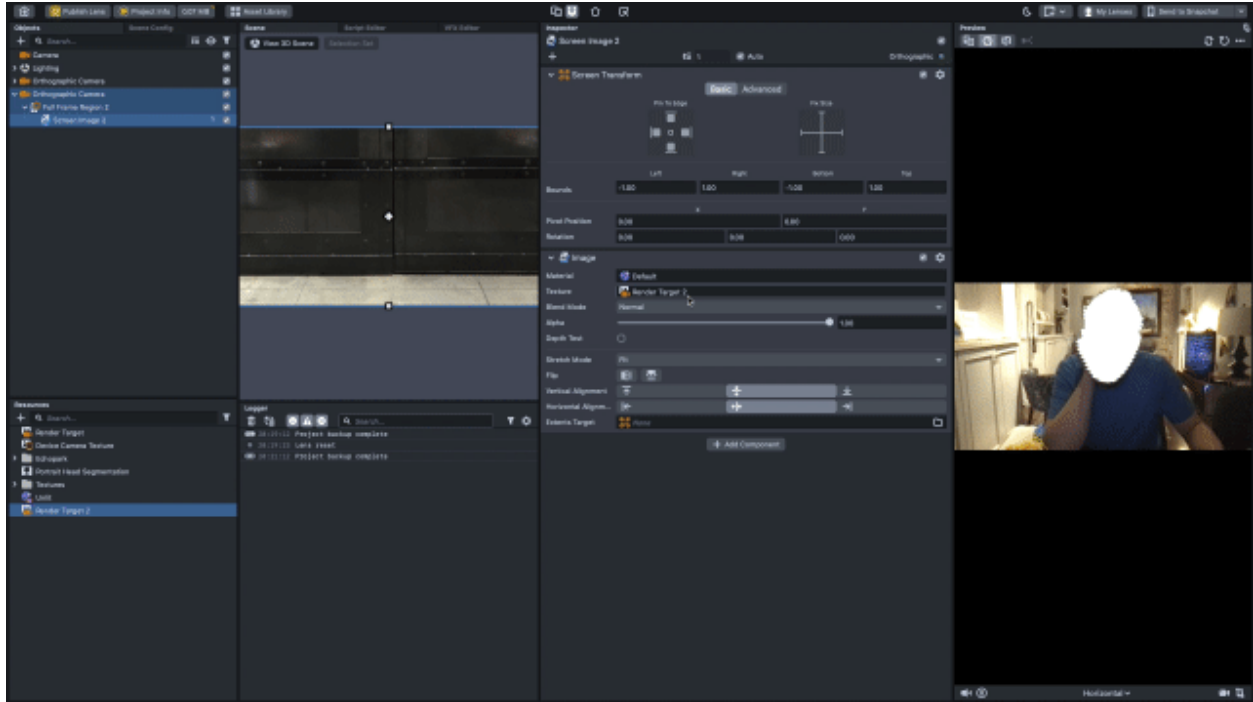 Publish Lens Project Info Asset Library My Lenses Send to Snapchat
Objects Scene Config Scene Script Editor VFX Editor Inspector Preview
Search...
Screen Image 2
View 3D Scene
Auto
Orthographic
Camera
Lighting
Orthographic Camera
Orthographic Camera
Full Frame Region 2
Screen Image 2
Screen Transform
Basic Advanced
Pin To Edge Fix Size
Left Right Bottom Top
Bounds -1.00 1.00 -1.00 1.00
X Y
Pivot Position 0.00 0.00
Rotation 0.00 0.00 0.00
Image
Material Default
Texture Render Target 2
Blend Mode Normal
Alpha 1.00
Depth Test
Stretch Mode
Flip
Vertical Alignment
Horizontal Alignm...
Extents Target None
Add Component
Resources
Search...
Render Target
Device Camera Texture
Echopark
Portrait Head Segmentation
Textures
Unlit
Render Target 2
Logger
Search...
Project backup complete
Lens reset
Project backup complete
Horizontal